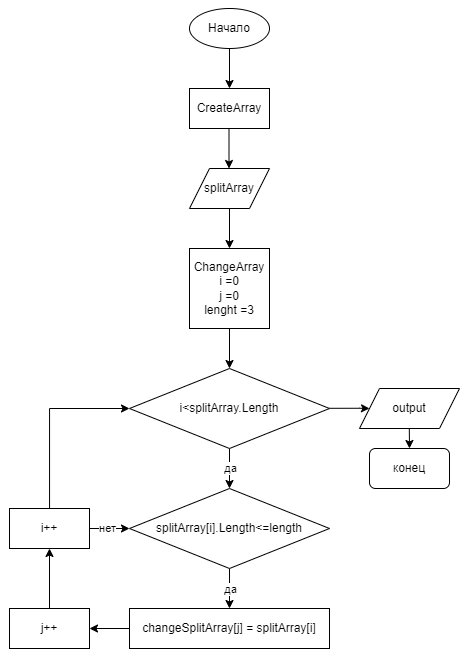 Начало
CreateArray
splitArray
ChangeArray
i =0
j =0
lenght =3
i<splitArray.Length
output
да
конец
i++
нет
splitArray[i].Length<=length
да
j++
changeSplitArray[j] = splitArray[i]